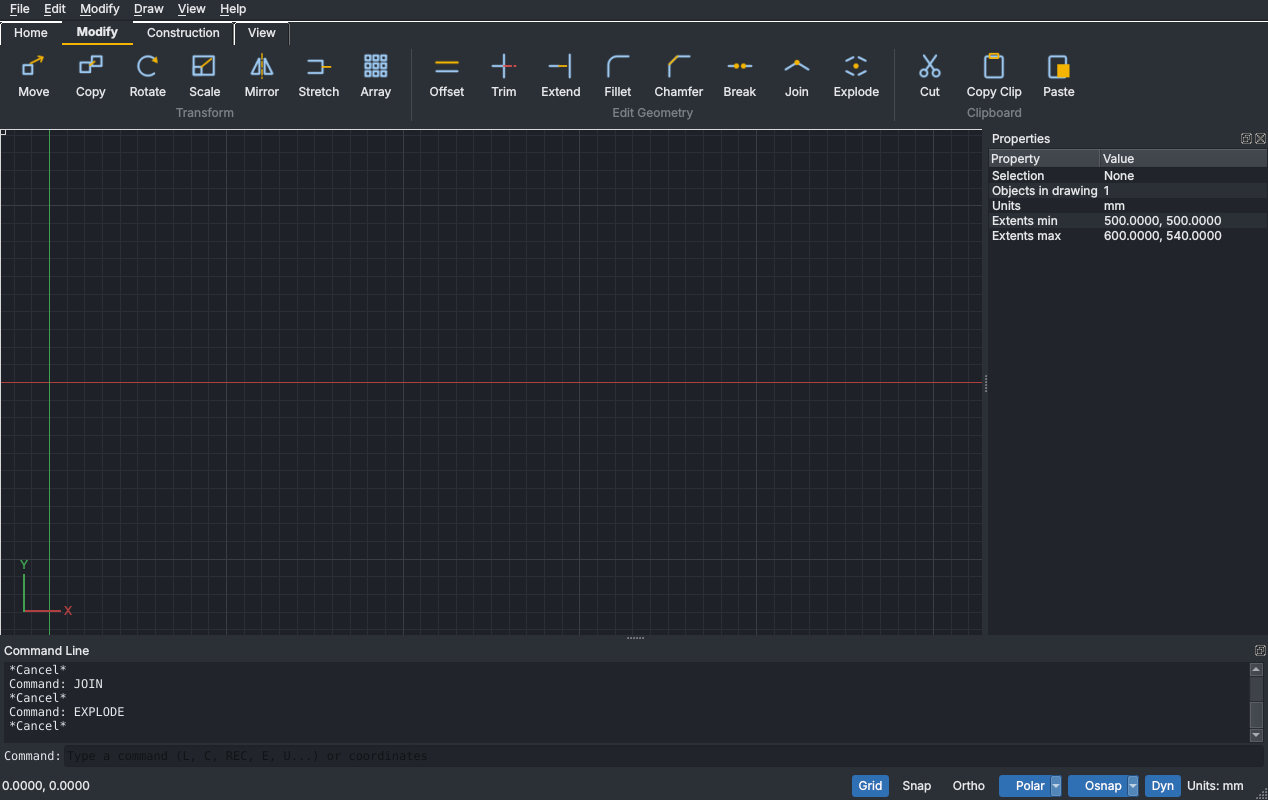 File Edit Modify Draw View Help
Home Modify Construction View
Move Copy Rotate Scale Mirror Stretch Array Offset Trim Extend Fillet Chamfer Break Join Explode Cut Copy Clip Paste
Transform Edit Geometry Clipboard
Properties
Property Value
Selection None
Objects in drawing 1
Units mm
Extents min 500.0000, 500.0000
Extents max 600.0000, 540.0000
Y
X
Command Line
*Cancel*
Command: JOIN
*Cancel*
Command: EXPLODE
*Cancel*
Command: Type a command (L, C, REC, E, U...) or coordinates
0.0000, 0.0000 Grid Snap Ortho Polar Osnap Dyn Units: mm